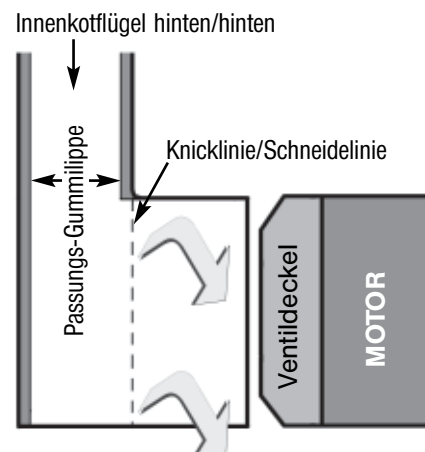 Innenkotflügel hinten/hinten
Knicklinie/Schneidelinie
Passungs-Gummilippe
Ventildeckel
MOTOR